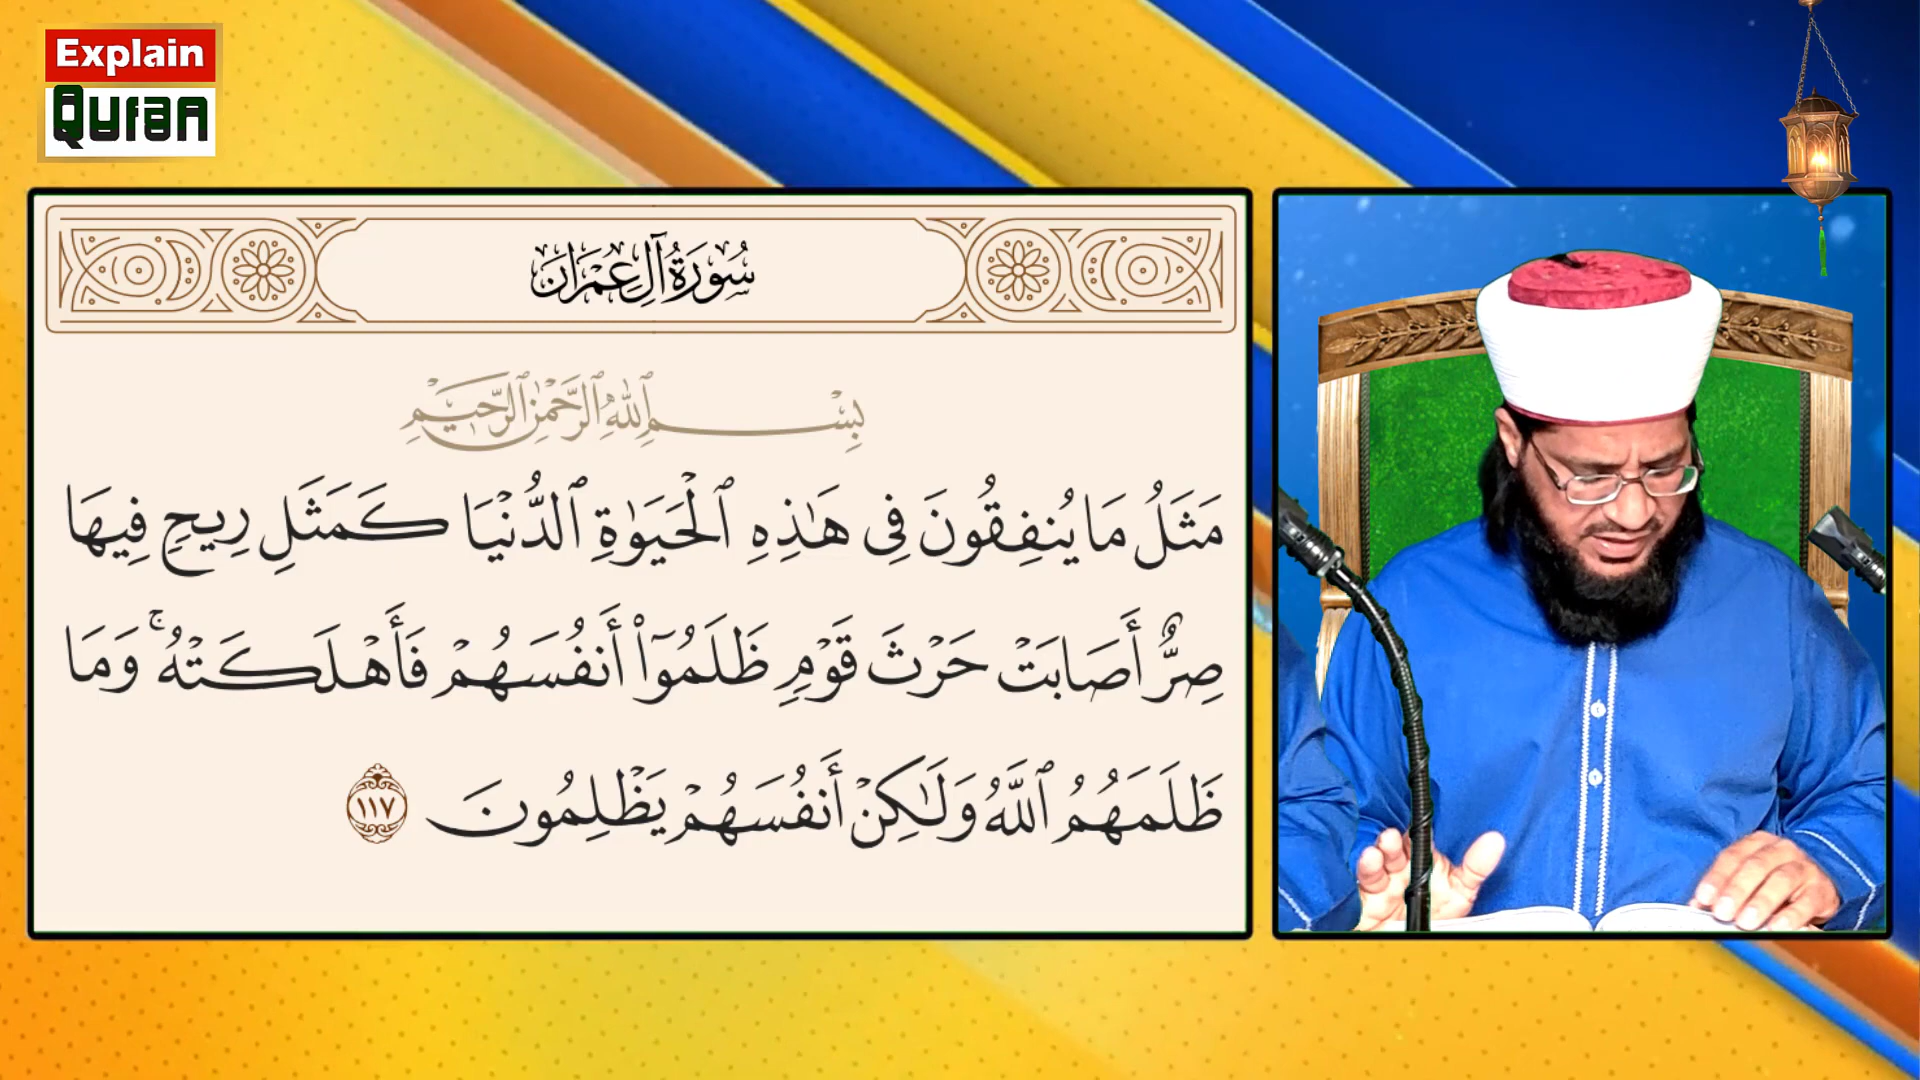 Explain
Quran
سُورَةُ آلِ عِمْرَانَ
بِسْمِ ٱللَّهِ ٱلرَّحْمَٰنِ ٱلرَّحِيمِ
مَثَلُ مَا يُنفِقُونَ فِى هَٰذِهِ ٱلْحَيَوٰةِ ٱلدُّنْيَا كَمَثَلِ رِيحٍ فِيهَا
صِرٌّ أَصَابَتْ حَرْثَ قَوْمٍ ظَلَمُوٓا۟ أَنفُسَهُمْ فَأَهْلَكَتْهُ ۚ وَمَا
ظَلَمَهُمُ ٱللَّهُ وَلَٰكِنْ أَنفُسَهُمْ يَظْلِمُونَ ١١٧